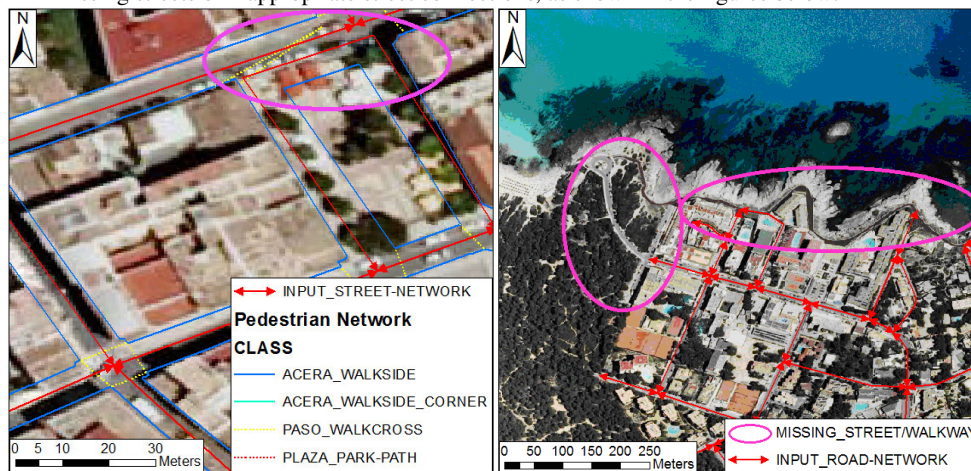 N
INPUT_STREET-NETWORK
Pedestrian Network
CLASS
ACERA_WALKSIDE
ACERA_WALKSIDE_CORNER
PASO_WALKCROSS
PLAZA_PARK-PATH
0 5 10 20 30
Meters
N
MISSING_STREET/WALKWAY
INPUT_ROAD-NETWORK
0 50 100 150 200 250
Meters